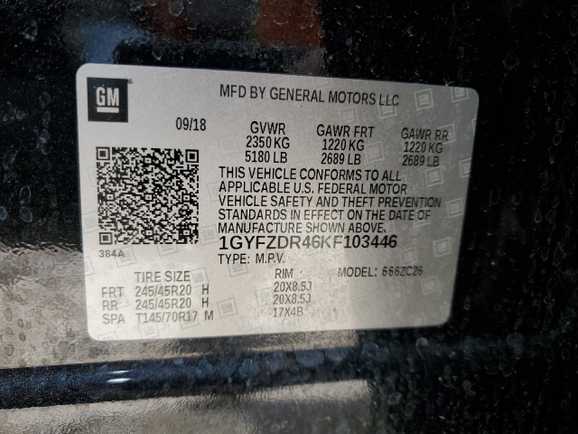 GM
MFD BY GENERAL MOTORS LLC
09/18 GVWR GAWR FRT GAWR RR
2350 KG 1220 KG 1220 KG
5180 LB 2689 LB 2689 LB
THIS VEHICLE CONFORMS TO ALL
APPLICABLE U.S. FEDERAL MOTOR
VEHICLE SAFETY AND THEFT PREVENTION
STANDARDS IN EFFECT ON THE DATE OF
MANUFACTURE SHOWN ABOVE.
384A
1GYFZDR46KF103446
TYPE: M.P.V.
TIRE SIZE RIM MODEL: 6662C26
FRT 245/45R20 H 20X8.5J
RR 245/45R20 H 20X8.5J
SPA T145/70R17 M 17X4B